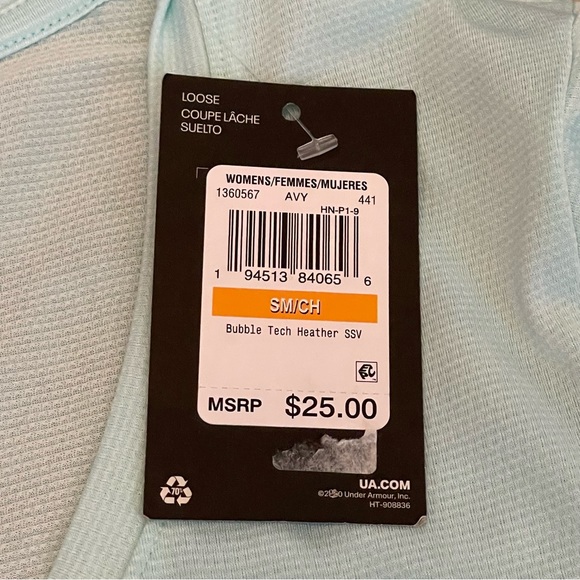 LOOSE
COUPE LÂCHE
SUELTO
WOMENS/FEMMES/MUJERES
1360567 AVY 441
HN-P1-9
1 94513 84065 6
SM/CH
Bubble Tech Heather SSV
MSRP $25.00
70%
UA.COM
Under Armour, Inc.
HT-908836